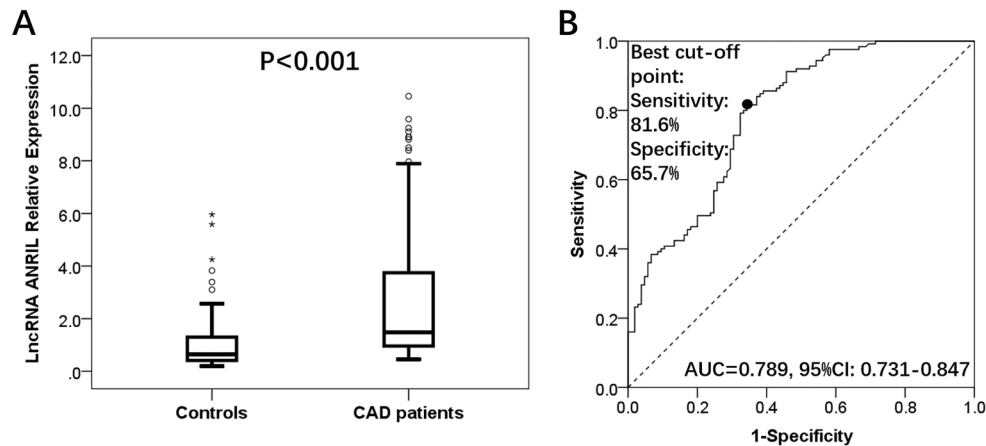 A
P<0.001
LncRNA ANRIL Relative Expression
12.0
10.0
8.0
6.0
4.0
2.0
.0
Controls
CAD patients
B
Best cut-off
point:
Sensitivity:
81.6%
Specificity:
65.7%
Sensitivity
1.0
0.8
0.6
0.4
0.2
0.0
AUC=0.789, 95%CI: 0.731-0.847
0.0
0.2
0.4
0.6
0.8
1.0
1-Specificity